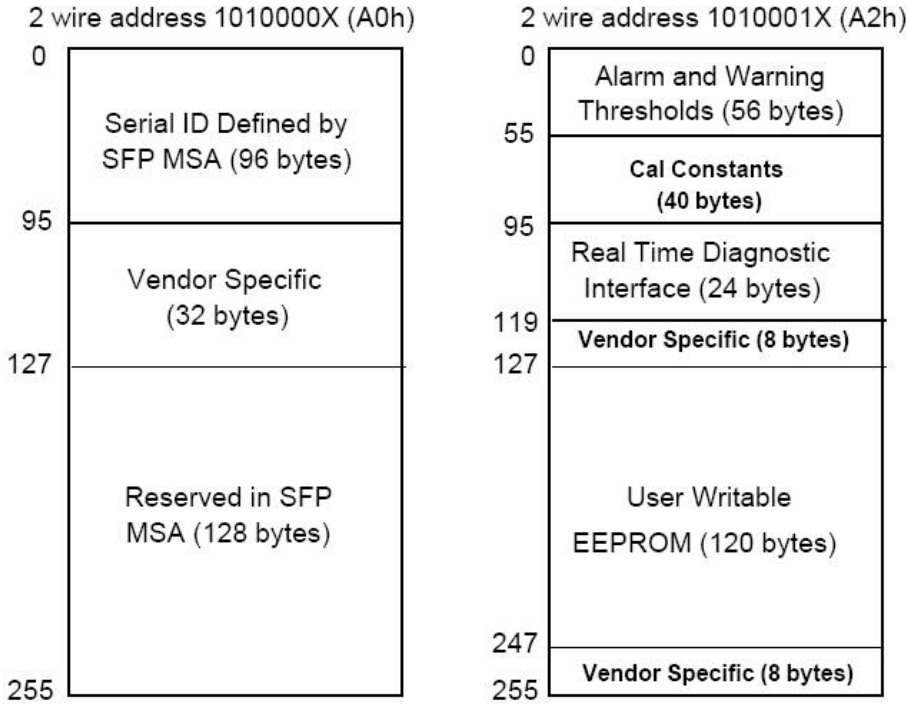 2 wire address 1010000X (A0h)
0
Serial ID Defined by
SFP MSA (96 bytes)
95
Vendor Specific
(32 bytes)
127
Reserved in SFP
MSA (128 bytes)
255
2 wire address 1010001X (A2h)
0
Alarm and Warning
Thresholds (56 bytes)
55
Cal Constants
(40 bytes)
95
Real Time Diagnostic
Interface (24 bytes)
119
Vendor Specific (8 bytes)
127
User Writable
EEPROM (120 bytes)
247
Vendor Specific (8 bytes)
255